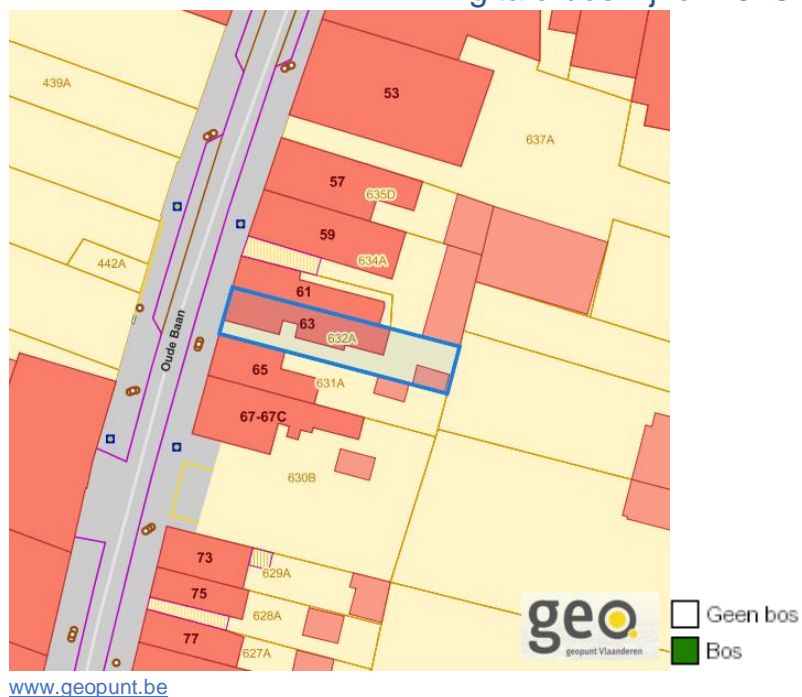 439A
53
637A
57
635D
59
634A
442A
61
63
632A
Oude Baan
65
631A
67-67C
630B
73
629A
75
628A
77
627A
geo
geopunt Vlaanderen
Geen bos
Bos
www.geopunt.be